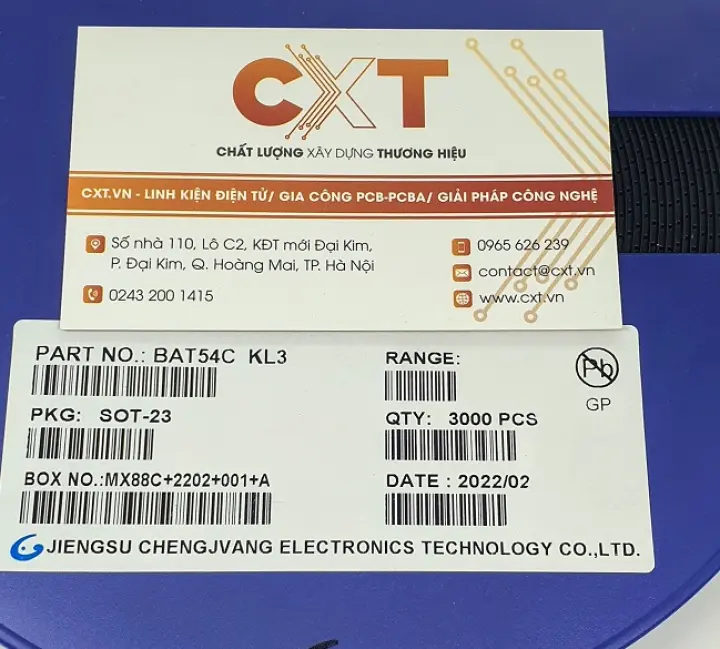 CXT
CHẤT LƯỢNG XÂY DỰNG THƯƠNG HIỆU
CXT.VN - LINH KIỆN ĐIỆN TỬ/ GIA CÔNG PCB-PCBA/ GIẢI PHÁP CÔNG NGHỆ
Số nhà 110, Lô C2, KĐT mới Đại Kim,
P. Đại Kim, Q. Hoàng Mai, TP. Hà Nội
0243 200 1415
0965 626 239
contact@cxt.vn
www.cxt.vn
PART NO.: BAT54C KL3
PKG: SOT-23
BOX NO.:MX88C+2202+001+A
RANGE:
QTY: 3000 PCS
DATE : 2022/02
Pb
GP
JIENGSU CHENGJVANG ELECTRONICS TECHNOLOGY CO.,LTD.